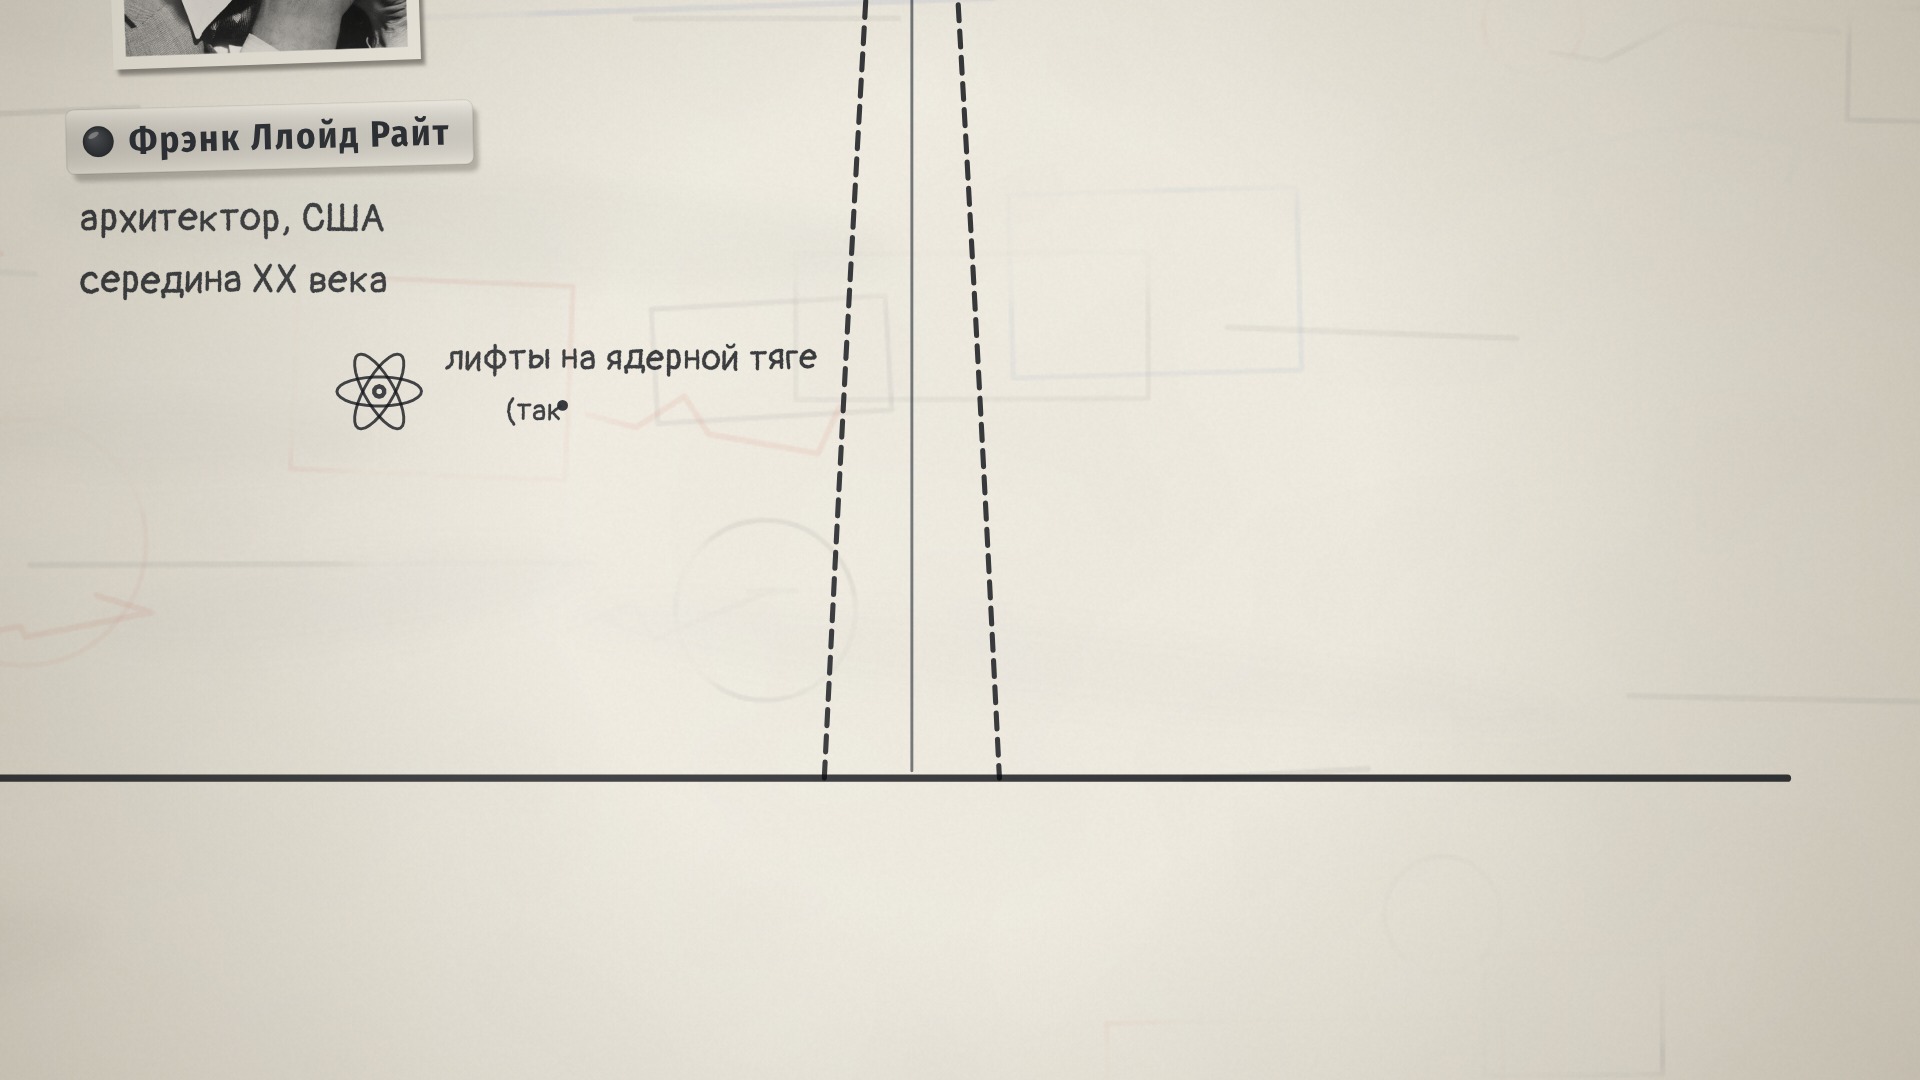 Фрэнк Ллойд Райт
архитектор, США
середина XX века
лифты на ядерной тяге
(так